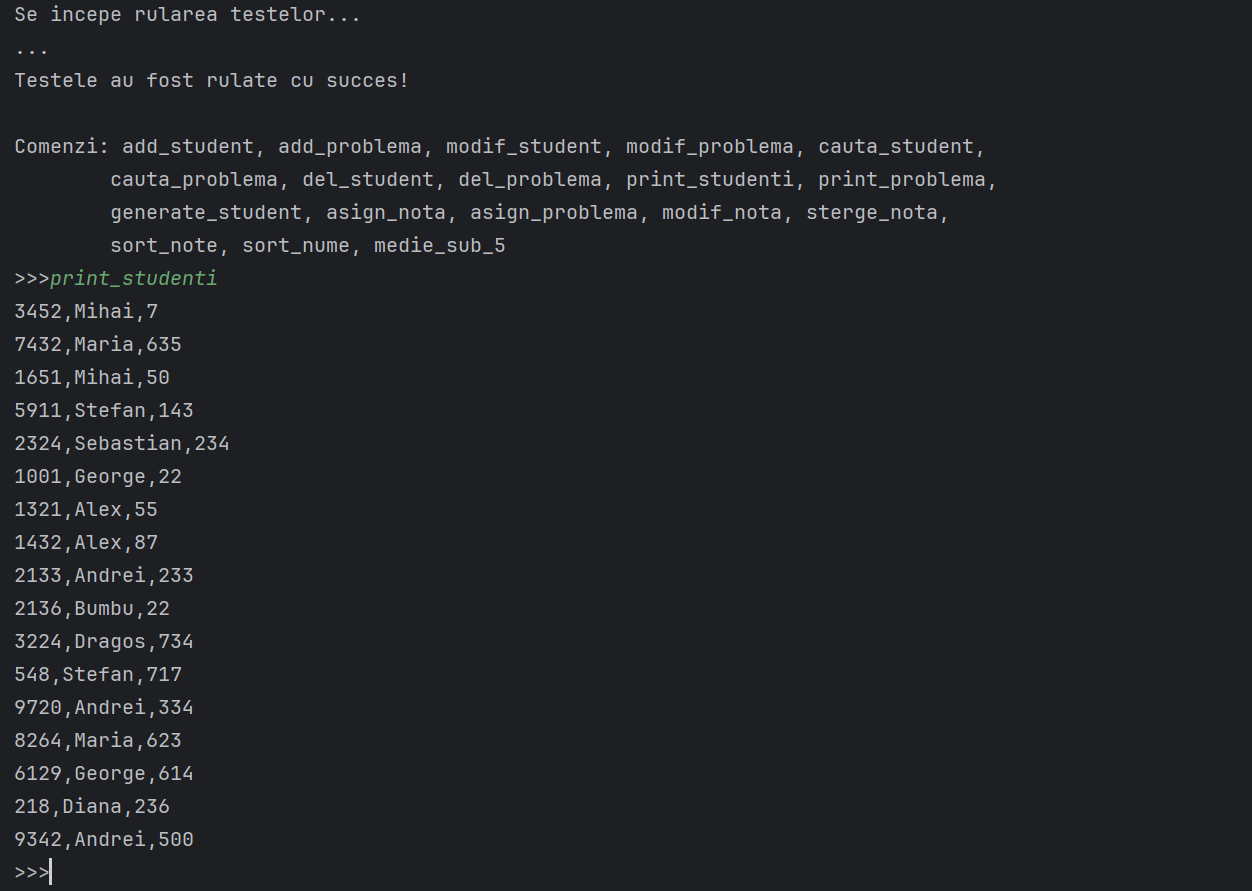 Se incepe rularea testelor...
...
Testele au fost rulate cu succes!
Comenzi: add_student, add_problema, modif_student, modif_problema, cauta_student,
cauta_problema, del_student, del_problema, print_studenti, print_problema,
generate_student, asign_nota, asign_problema, modif_nota, sterge_nota,
sort_note, sort_nume, medie_sub_5
>>>print_studenti
3452,Mihai,7
7432,Maria,635
1651,Mihai,50
5911,Stefan,143
2324,Sebastian,234
1001,George,22
1321,Alex,55
1432,Alex,87
2133,Andrei,233
2136,Bumbu,22
3224,Dragos,734
548,Stefan,717
9720,Andrei,334
8264,Maria,623
6129,George,614
218,Diana,236
9342,Andrei,500
>>>